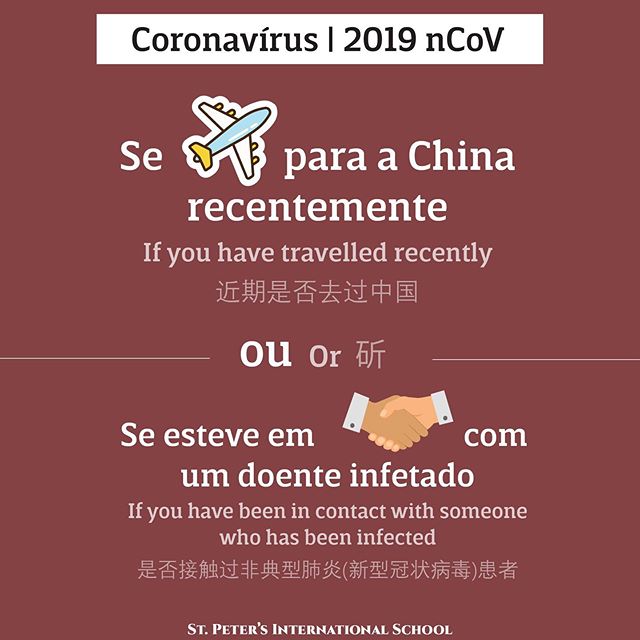 Coronavírus | 2019 nCoV
Se para a China
recentemente
If you have travelled recently
近期是否去过中国
ou Or 斫
Se esteve em com
um doente infetado
If you have been in contact with someone
who has been infected
是否接触过非典型肺炎(新型冠状病毒)患者
ST. PETER'S INTERNATIONAL SCHOOL